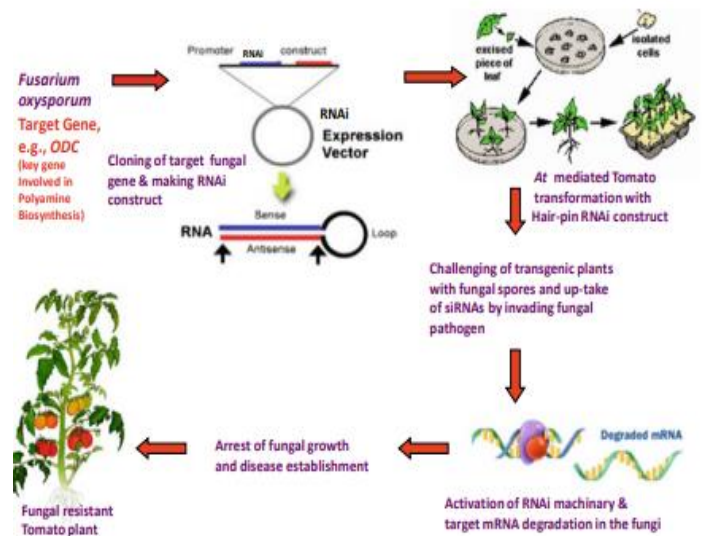 Fusarium
oxysporum
Target Gene,
e.g., ODC
(key gene
Involved in
Polyamine
Biosynthesis)
Promoter RNAi construct
RNAi
Expression
Vector
Cloning of target fungal
gene & making RNAi
construct
Sense
RNA
Loop
Antisense
excised
piece of
leaf
isolated
cells
At mediated Tomato
transformation with
Hair-pin RNAi construct
Challenging of transgenic plants
with fungal spores and up-take
of siRNAs by invading fungal
pathogen
Degraded mRNA
Activation of RNAi machinary &
target mRNA degradation in the fungi
Arrest of fungal growth
and disease establishment
Fungal resistant
Tomato plant